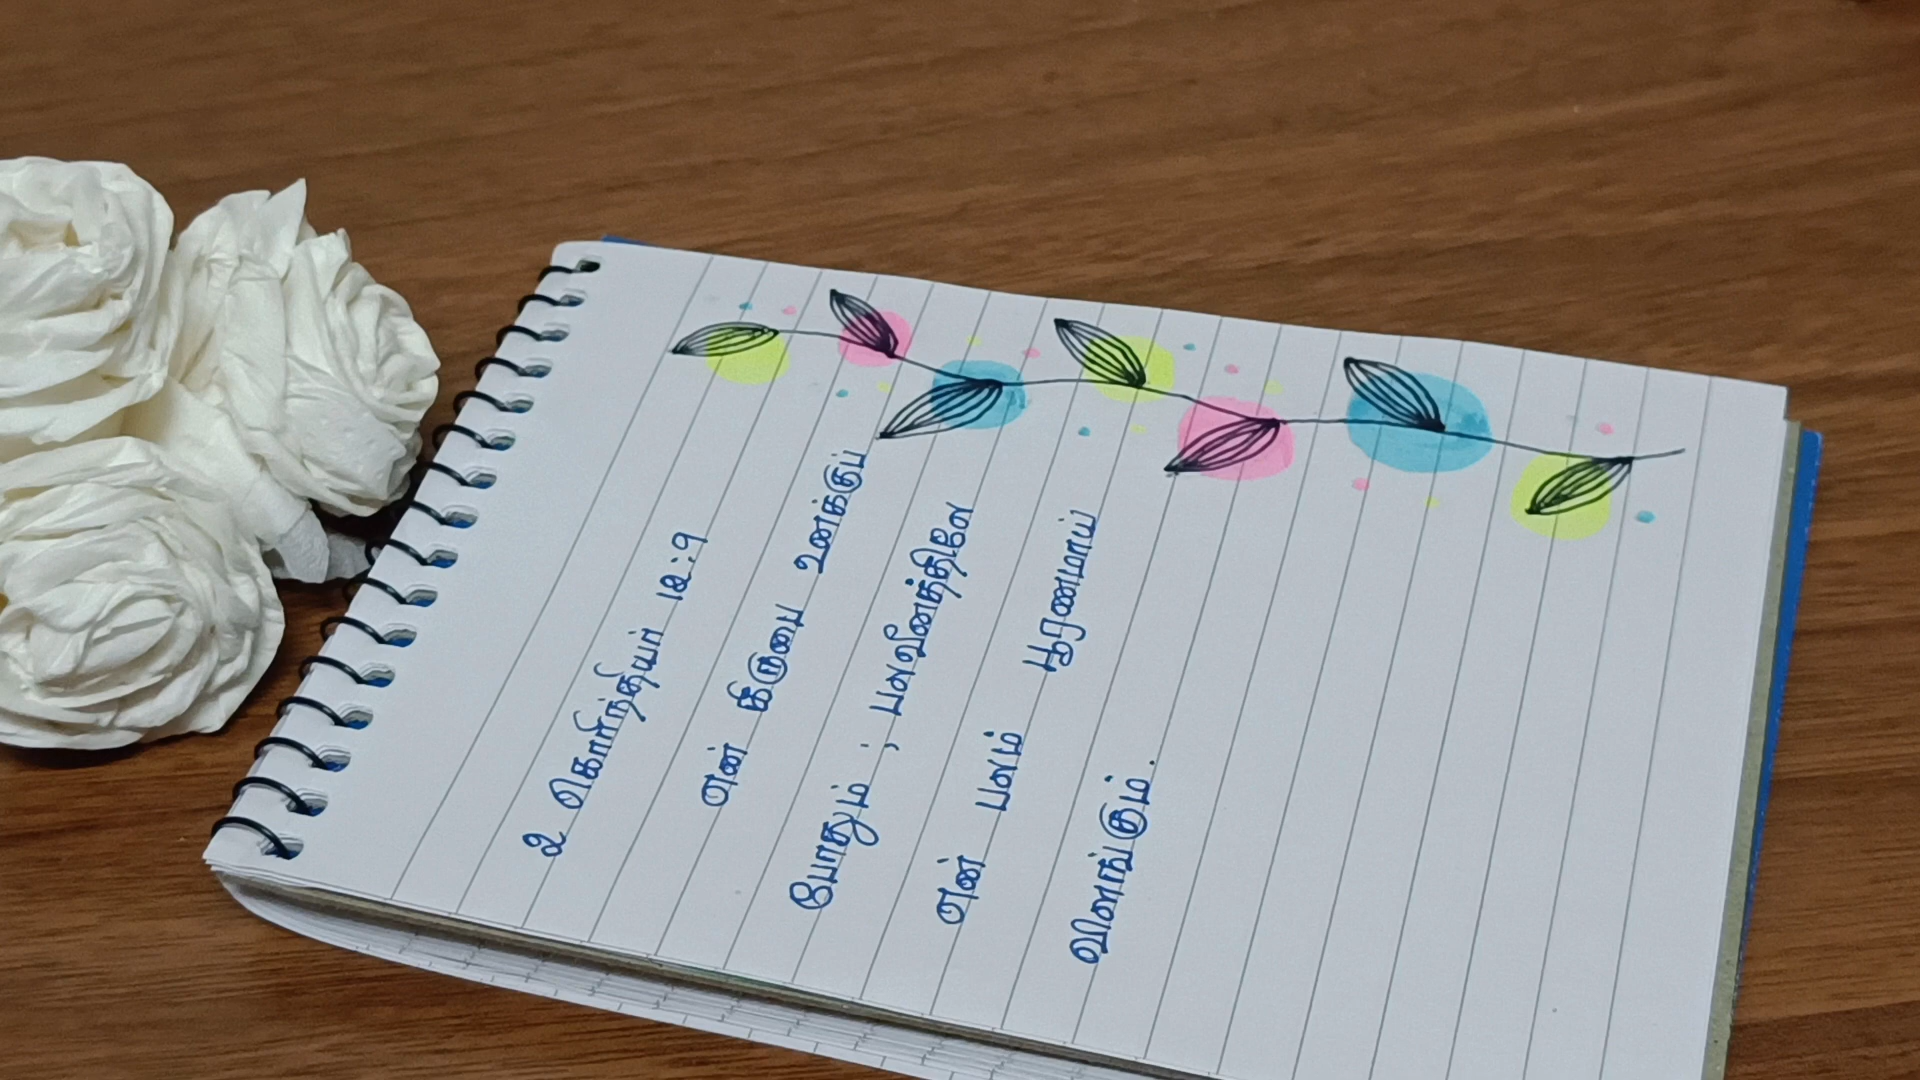 2 கொரிந்தியர் 12:9
என் கிருபை உனக்குப்
போதும் ; பலவீனத்திலே
என் பலம் பூரணமாய்
விளங்கும்.